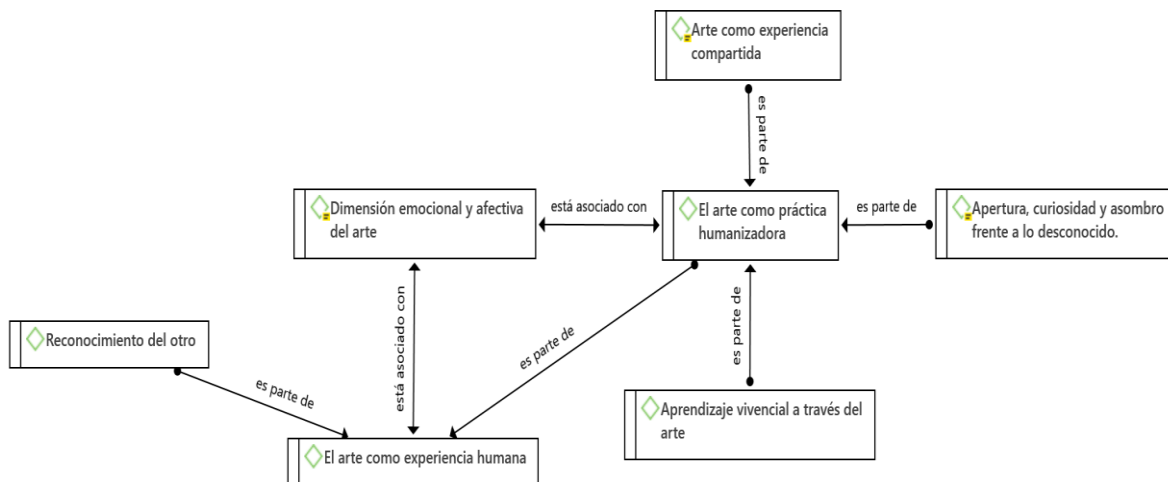 Arte como experiencia
compartida
es parte de
Dimensión emocional y afectiva
del arte
está asociado con
El arte como práctica
humanizadora
es parte de
Apertura, curiosidad y asombro
frente a lo desconocido.
está asociado con
es parte de
es parte de
Reconocimiento del otro
es parte de
Aprendizaje vivencial a través del
arte
El arte como experiencia humana